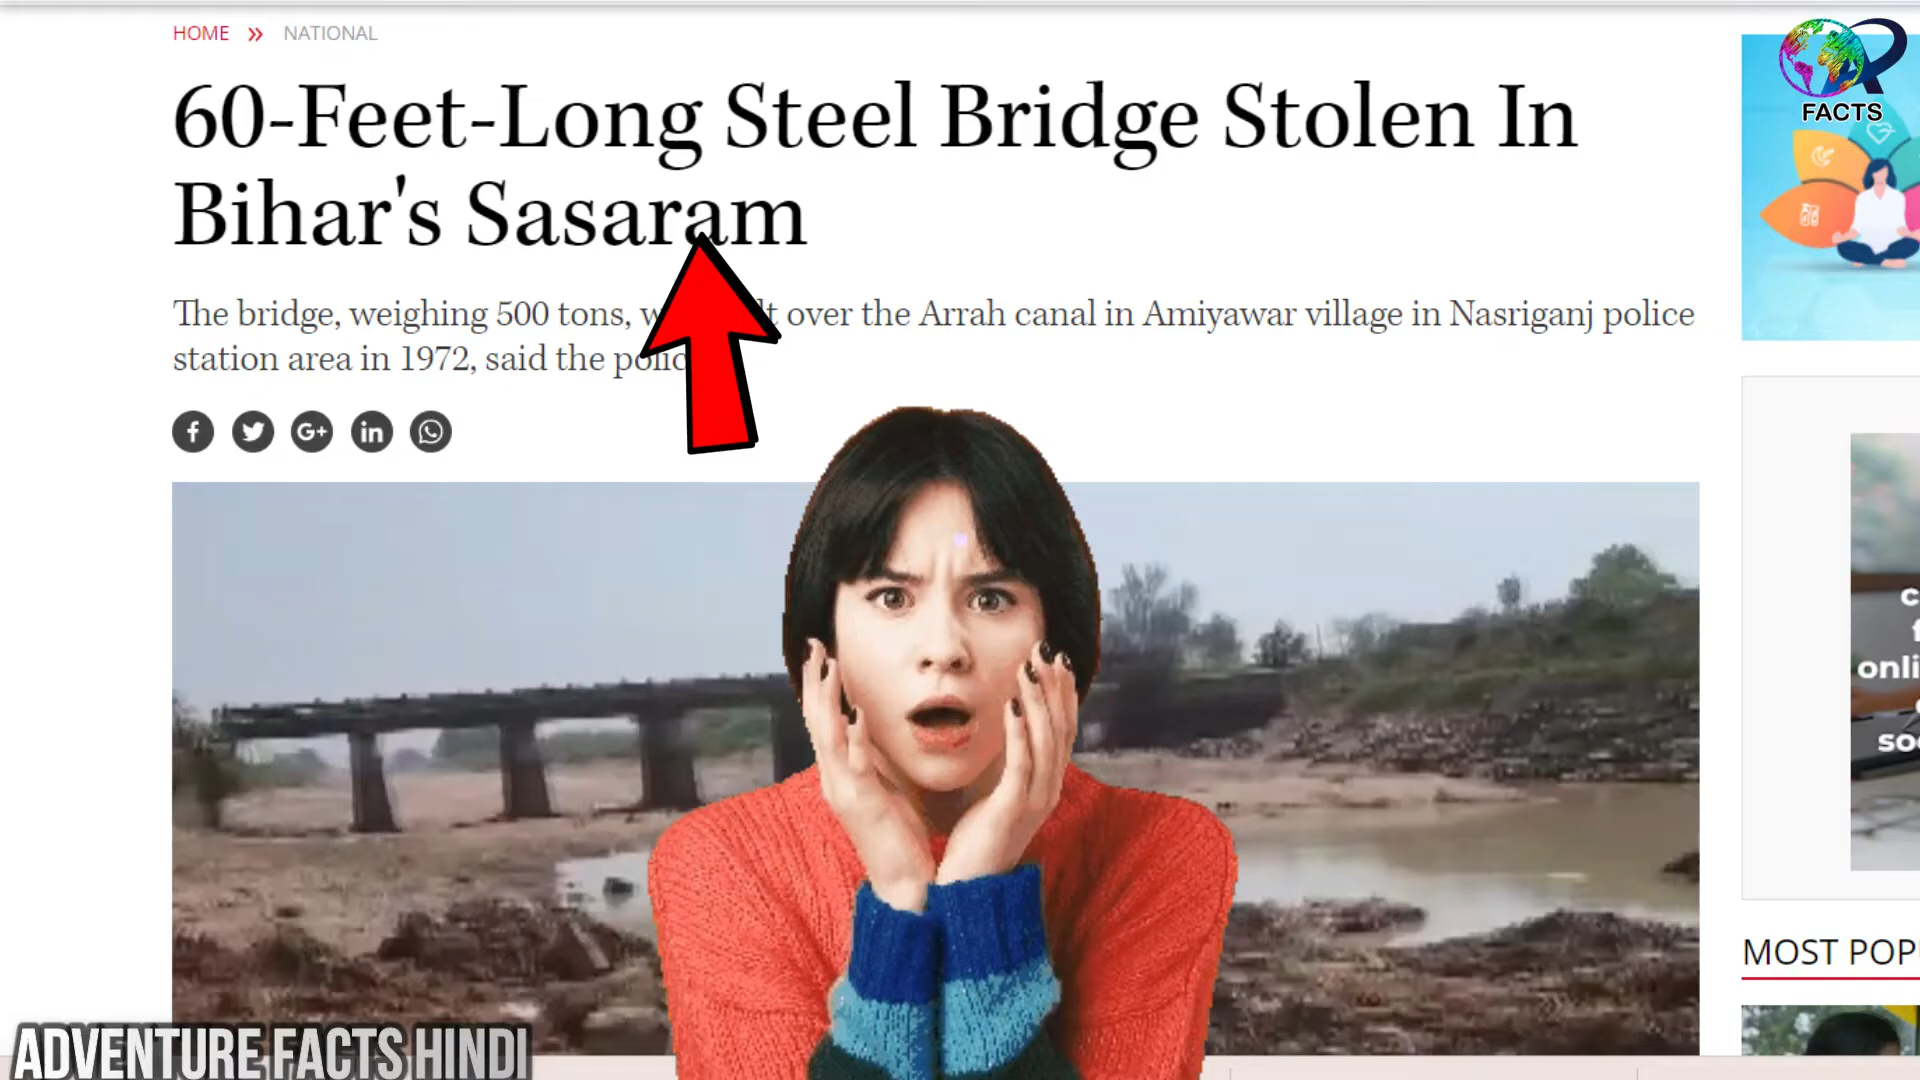 HOME » NATIONAL
60-Feet-Long Steel Bridge Stolen In
Bihar's Sasaram
The bridge, weighing 500 tons, over the Arrah canal in Amiyawar village in Nasriganj police
station area in 1972, said the
FACTS
onli
so
MOST POP
ADVENTURE FACTS HINDI